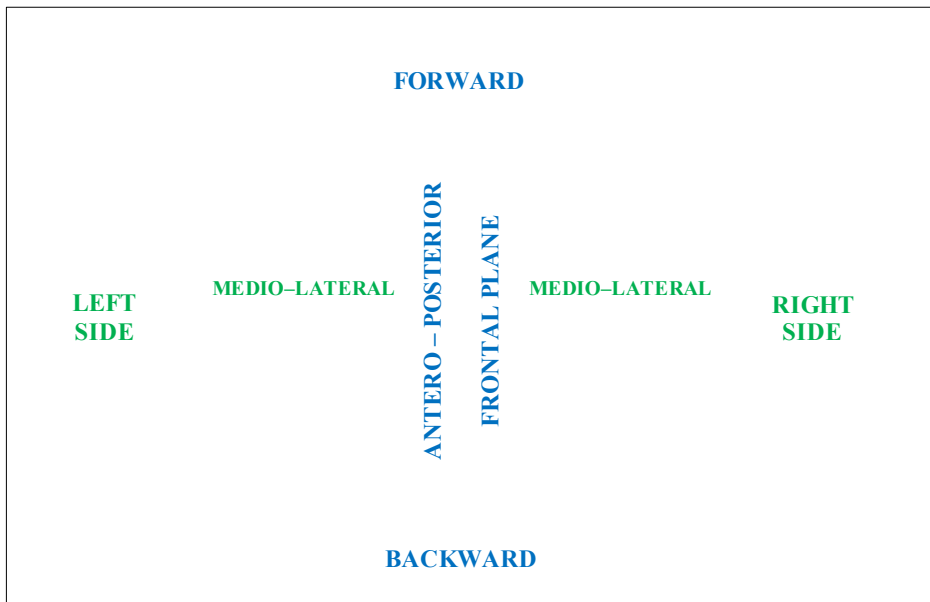 FORWARD
ANTERO – POSTERIOR
FRONTAL PLANE
MEDIO–LATERAL
MEDIO–LATERAL
LEFT
SIDE
RIGHT
SIDE
BACKWARD